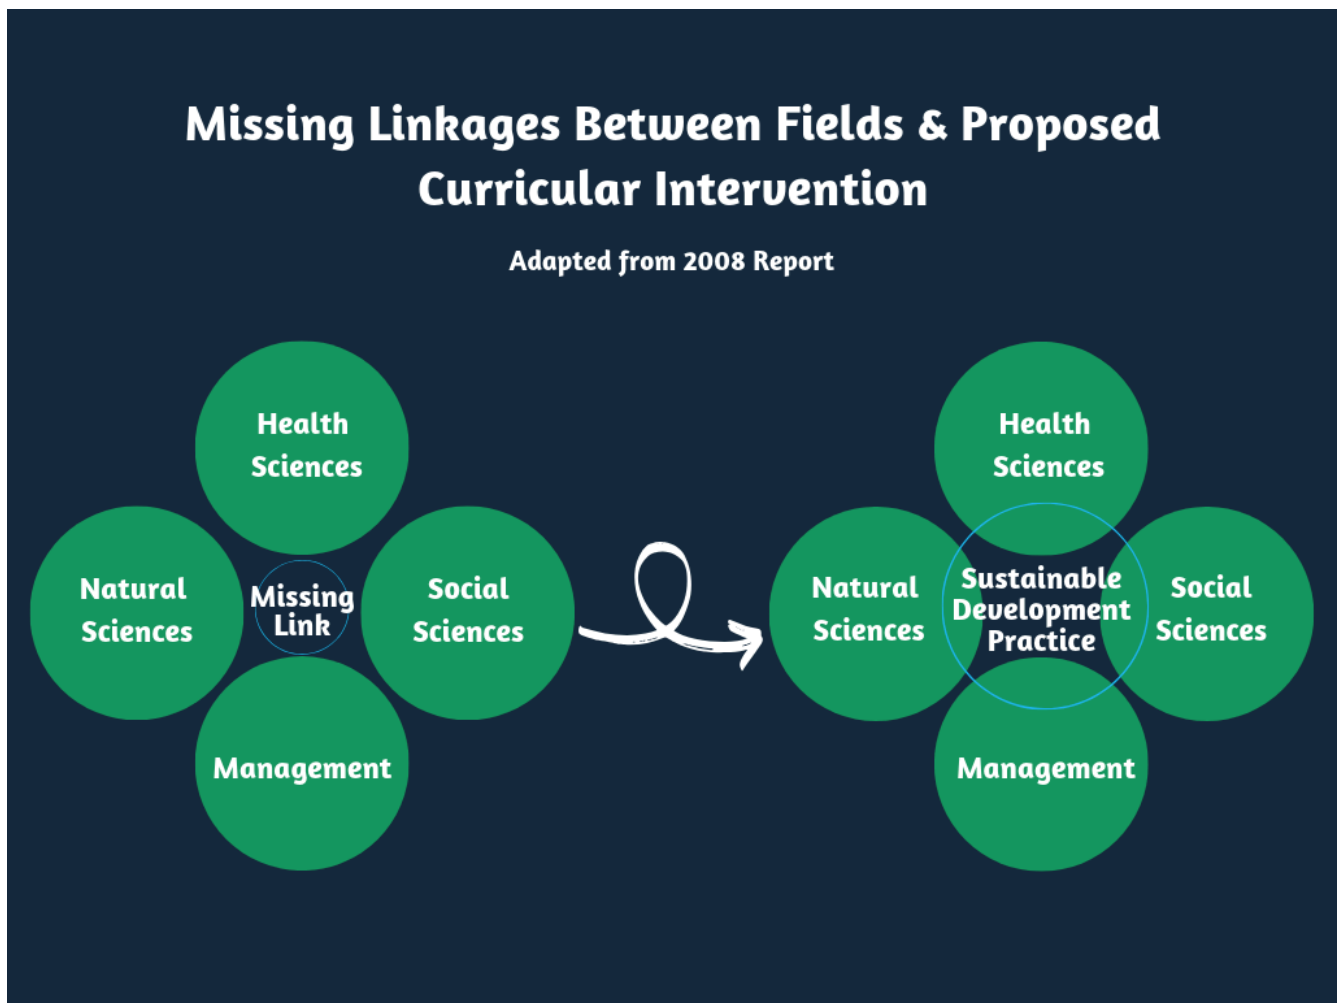 Missing Linkages Between Fields & Proposed
Curricular Intervention
Adapted from 2008 Report
Health
Sciences
Natural
Sciences
Missing
Link
Social
Sciences
Management
Health
Sciences
Natural
Sciences
Sustainable
Development
Practice
Social
Sciences
Management